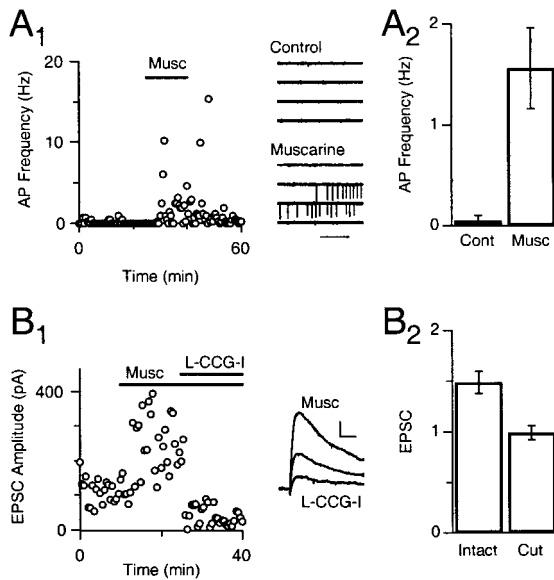 A1
AP Frequency (Hz)
20
10
0
Musc
0
60
Time (min)
Control
Muscarine
A2
AP Frequency (Hz)
2
1
0
Cont Musc
B1
EPSC Amplitude (pA)
400
0
L-CCG-I
Musc
0
40
Time (min)
Musc
L-CCG-I
B2
EPSC
2
1
0
Intact Cut